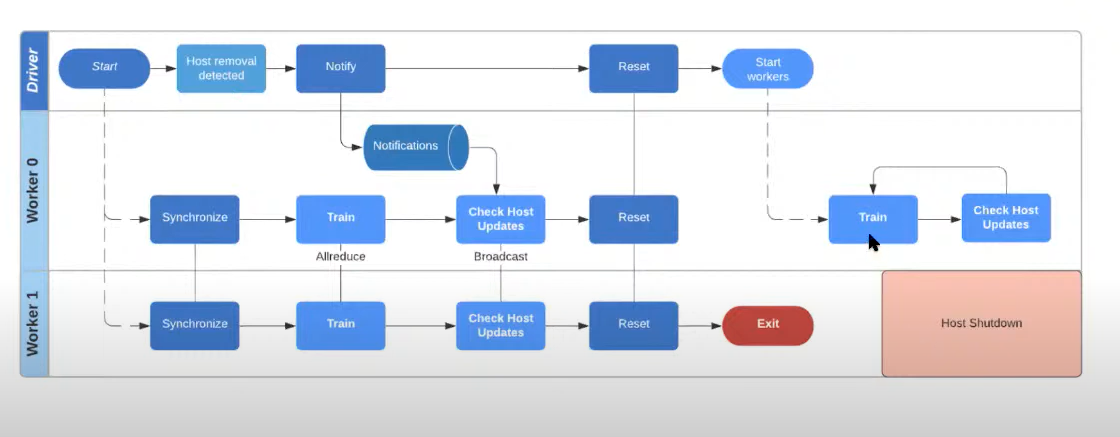 Driver
Start
Host removal
detected
Notify
Reset
Start
workers
Worker 0
Notifications
Synchronize
Train
Check Host
Updates
Reset
Train
Check Host
Updates
Allreduce
Broadcast
Worker 1
Synchronize
Train
Check Host
Updates
Reset
Exit
Host Shutdown